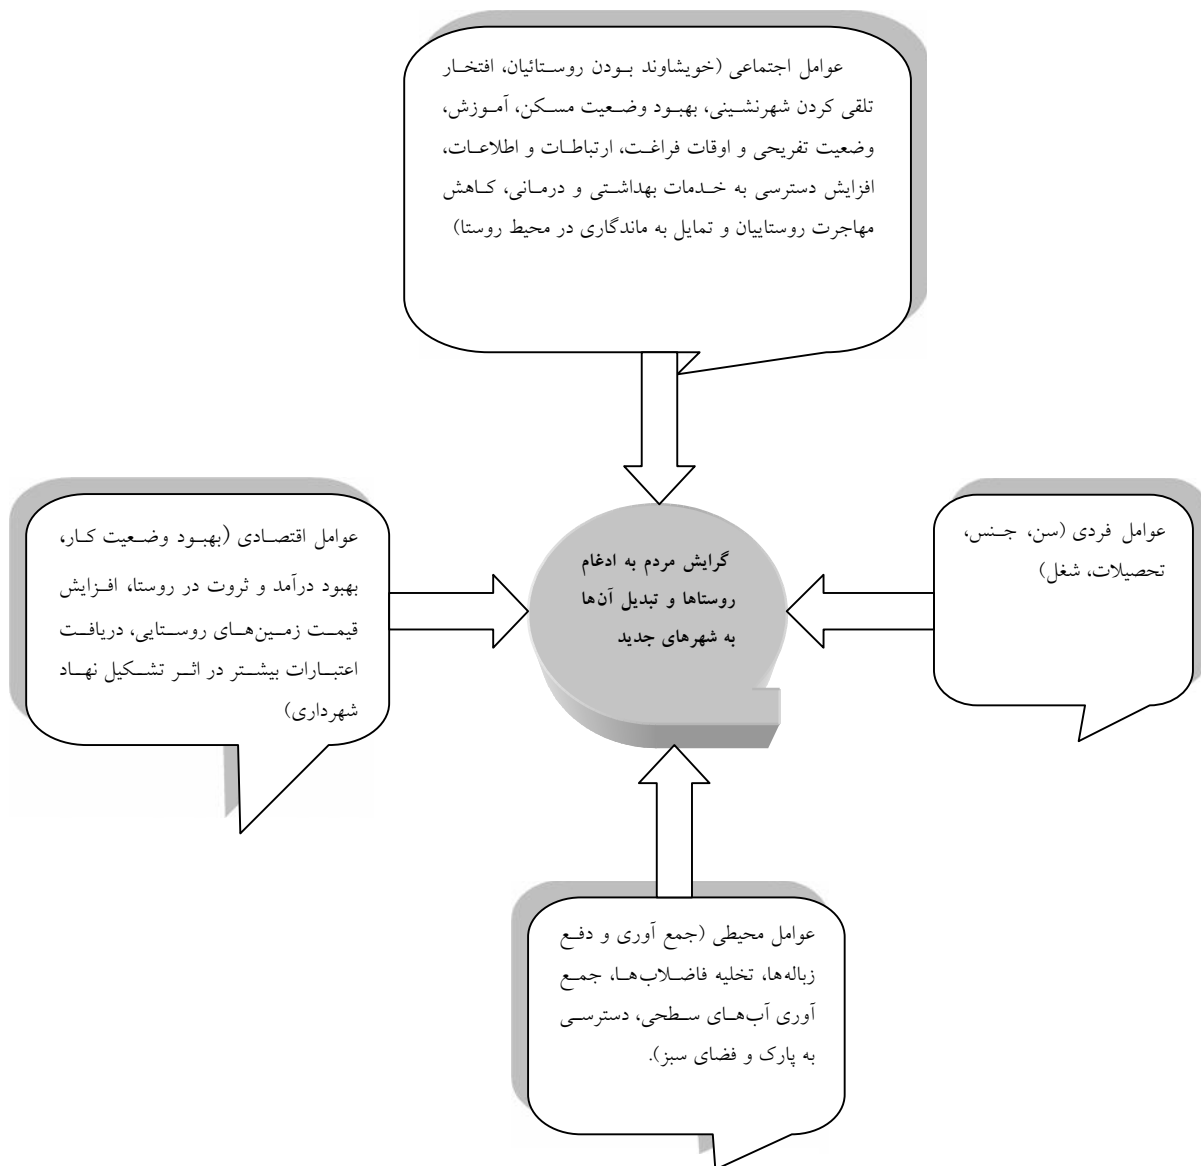 عوامل اجتماعی (خویشاوند بودن روستائیان، افتخار
تلقی کردن شهرنشینی، بهبود وضعیت مسکن، آموزش،
وضعیت تفریحی و اوقات فراغت، ارتباطات و اطلاعات،
افزایش دسترسی به خدمات بهداشتی و درمانی، کاهش
مهاجرت روستاییان و تمایل به ماندگاری در محیط روستا)
عوامل فردی (سن، جنس،
تحصیلات، شغل)
گرایش مردم به ادغام
روستاها و تبدیل آن‌ها
به شهرهای جدید
عوامل اقتصادی (بهبود وضعیت کار،
بهبود درآمد و ثروت در روستا، افزایش
قیمت زمین‌های روستایی، دریافت
اعتبارات بیشتر در اثر تشکیل نهاد
شهرداری)
عوامل محیطی (جمع آوری و دفع
زباله‌ها، تخلیه فاضلاب‌ها، جمع
آوری آب‌های سطحی، دسترسی
به پارک و فضای سبز).